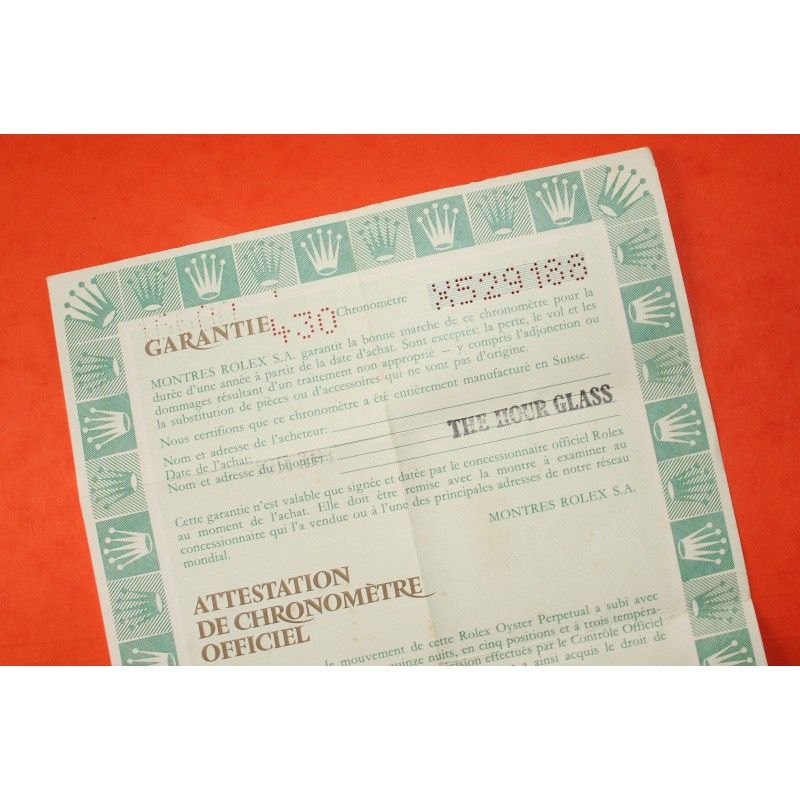 GARANTIE 430 Chronomètre X529188
MONTRES ROLEX S.A. garantit la bonne marche de ce chronomètre pour la
durée d'une année à partir de la date d'achat. Sont exceptés: la perte, le vol et les
dommages résultant d'un traitement non approprié – y compris l'adjonction ou
la substitution de pièces ou d'accessoires qui ne sont pas d'origine.
Nous certifions que ce chronomètre a été entièrement manufacturé en Suisse.
Nom et adresse de l'acheteur:
Date de l'achat: THE HOUR GLASS
Nom et adresse du bijoutier:
Cette garantie n'est valable que signée et datée par le concessionnaire officiel Rolex
au moment de l'achat. Elle doit être remise avec la montre à examiner au
concessionnaire qui l'a vendue ou à l'une des principales adresses de notre réseau
mondial.
MONTRES ROLEX S.A.
ATTESTATION
DE CHRONOMÈTRE
OFFICIEL
le mouvement de cette Rolex Oyster Perpetual a subi avec
quinze nuits, en cinq positions et à trois tempéra-
effectués par le Contrôle Officiel
a ainsi acquis le droit de